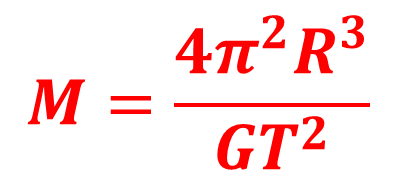 M = 4π²R³ / GT²